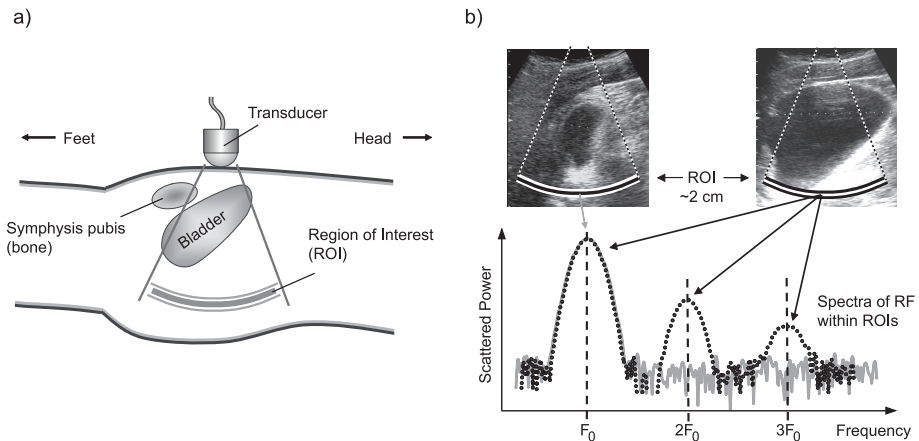 a)
Transducer
Feet
Head
Symphysis pubis
(bone)
Bladder
Region of Interest
(ROI)
b)
ROI
~2 cm
Scattered Power
Spectra of RF
within ROIs
F₀
2F₀
3F₀
Frequency